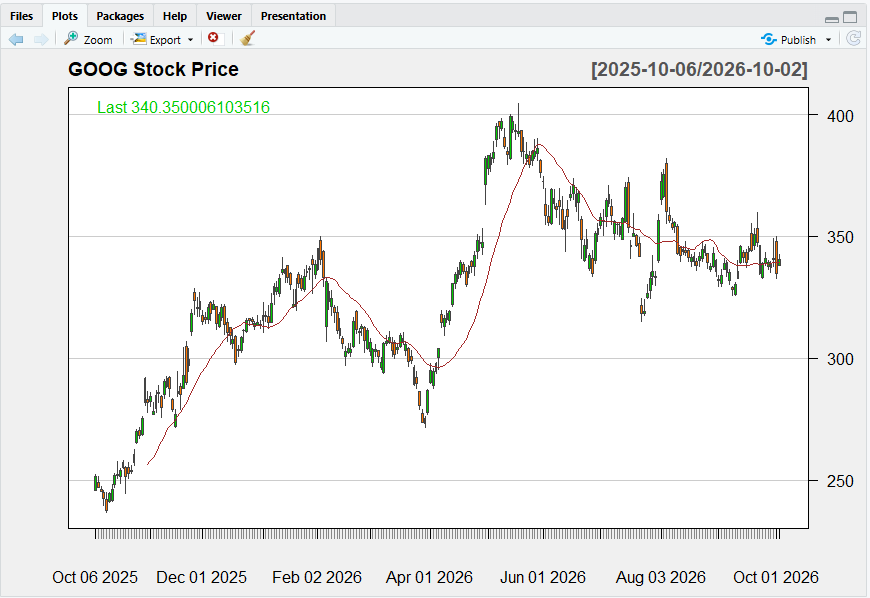 Files Plots Packages Help Viewer Presentation
Zoom Export Publish
GOOG Stock Price [2025-10-06/2026-10-02]
Last 340.350006103516
400
350
300
250
Oct 06 2025 Dec 01 2025 Feb 02 2026 Apr 01 2026 Jun 01 2026 Aug 03 2026 Oct 01 2026